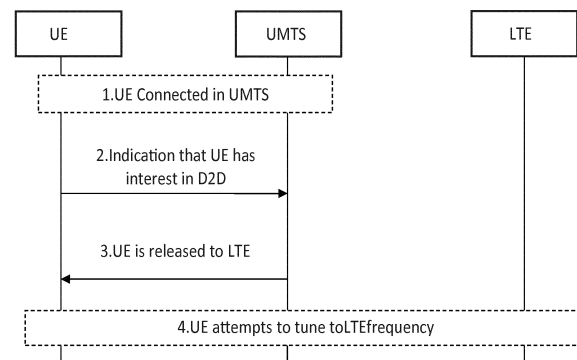 UE
UMTS
LTE
1.UE Connected in UMTS
2.Indication that UE has
interest in D2D
3.UE is released to LTE
4.UE attempts to tune toLTEfrequency